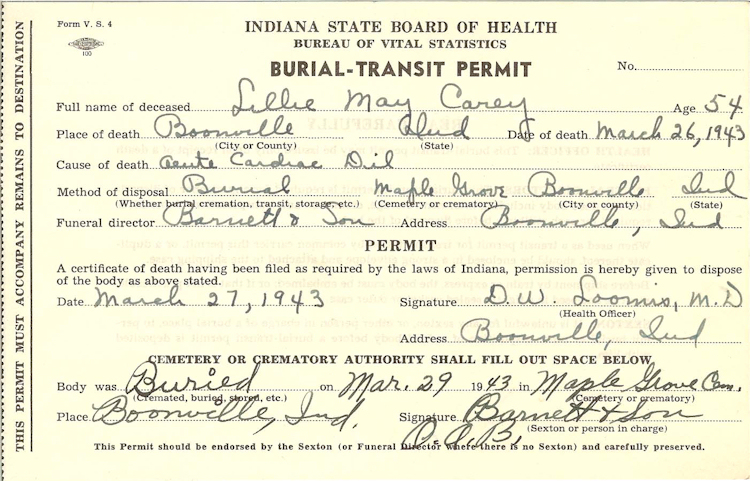 Form V. S. 4
100
INDIANA STATE BOARD OF HEALTH
BUREAU OF VITAL STATISTICS
BURIAL-TRANSIT PERMIT
No.
Full name of deceased Lillie May Carey Age 54
Place of death Boonville Ind Date of death March 26, 1943
(City or County) (State)
Cause of death Acute Cardiac Dil
Method of disposal Burial Maple Grove Boonville Ind
(Whether burial cremation, transit, storage, etc.) (Cemetery or crematory) (City or county) (State)
Funeral director Barnett & Son Address Boonville, Ind
PERMIT
A certificate of death having been filed as required by the laws of Indiana, permission is hereby given to dispose
of the body as above stated.
Date March 27, 1943 Signature D. W. Loomis, M. D
(Health Officer)
Address Boonville, Ind
CEMETERY OR CREMATORY AUTHORITY SHALL FILL OUT SPACE BELOW
Body was Buried on Mar. 29 1943 in Maple Grove Cem.
(Cremated, buried, stored, etc.) (Cemetery or crematory)
Place Boonville, Ind. Signature Barnett & Son
(Sexton or person in charge)
This Permit should be endorsed by the Sexton (or Funeral Director where there is no Sexton) and carefully preserved.
THIS PERMIT MUST ACCOMPANY REMAINS TO DESTINATION